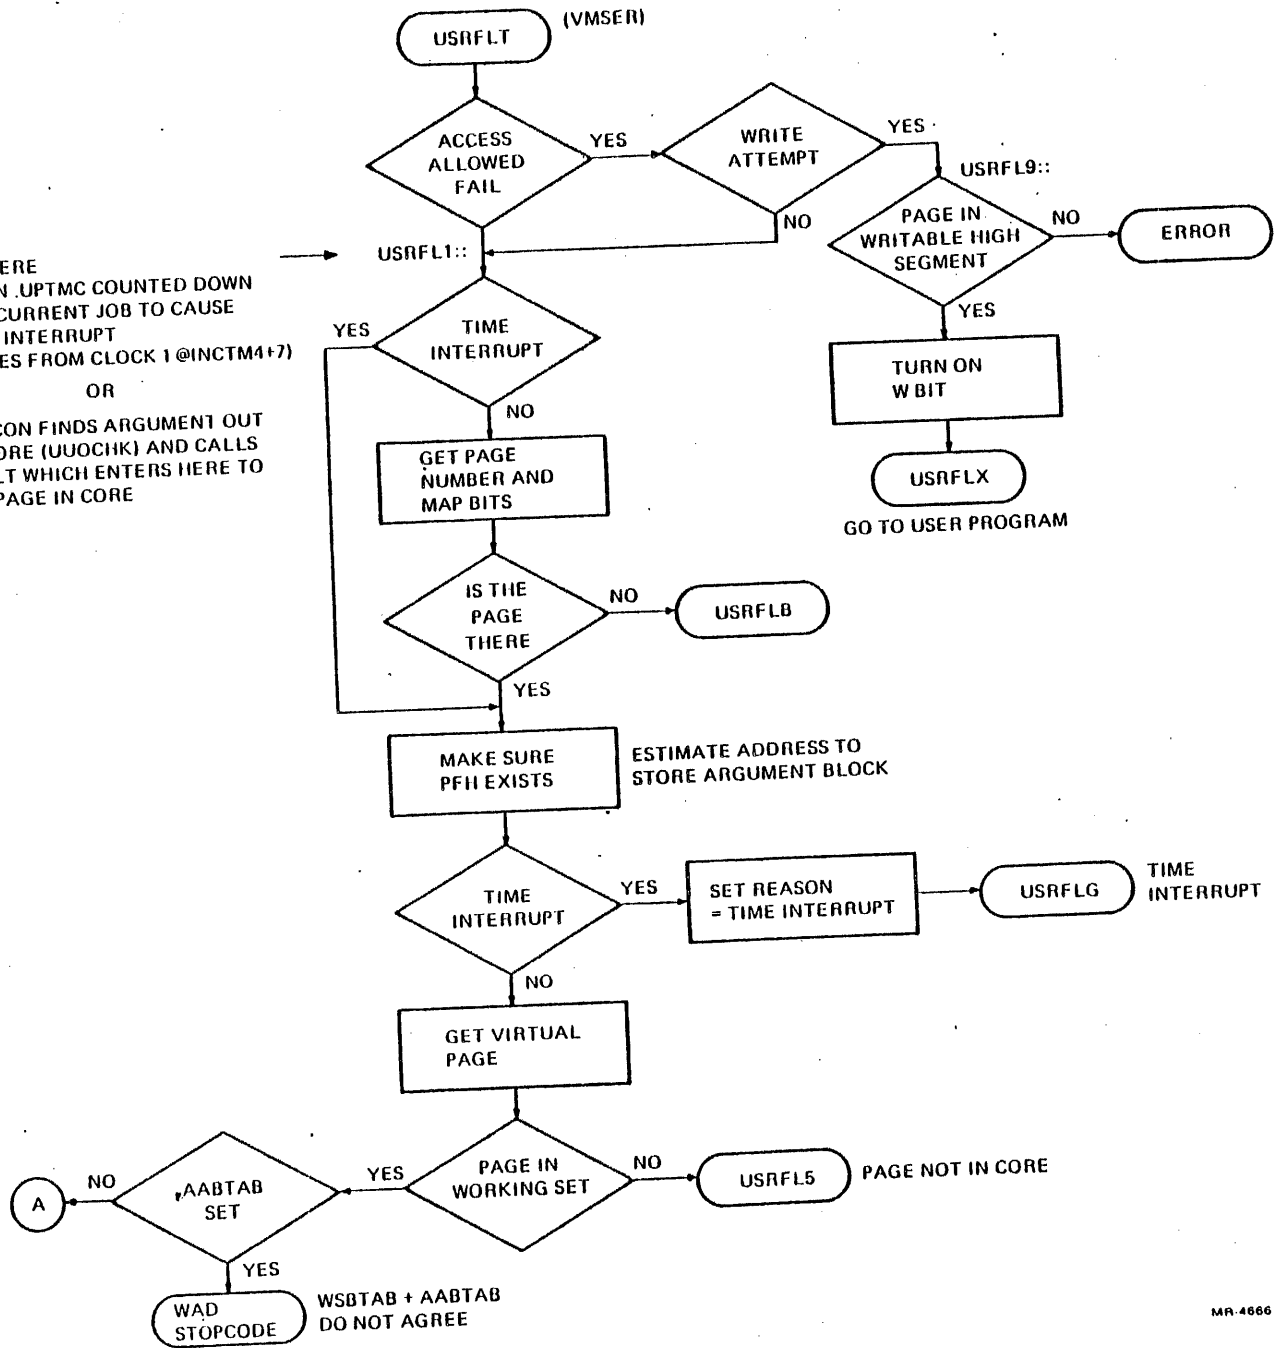 USRFLT
(VMSER)
ACCESS
ALLOWED
FAIL
YES
WRITE
ATTEMPT
YES
NO
USRFL9::
PAGE IN
WRITABLE HIGH
SEGMENT
NO
ERROR
YES
TURN ON
W BIT
USRFLX
GO TO USER PROGRAM
USRFL1::
ERE
N .UPTMC COUNTED DOWN
CURRENT JOB TO CAUSE
INTERRUPT
ES FROM CLOCK 1 @INCTM4+7)
OR
CON FINDS ARGUMENT OUT
ORE (UUOCHK) AND CALLS
LT WHICH ENTERS HERE TO
PAGE IN CORE
YES
TIME
INTERRUPT
NO
GET PAGE
NUMBER AND
MAP BITS
IS THE
PAGE
THERE
NO
USRFL8
YES
MAKE SURE
PFH EXISTS
ESTIMATE ADDRESS TO
STORE ARGUMENT BLOCK
TIME
INTERRUPT
YES
SET REASON
= TIME INTERRUPT
USRFLG
TIME
INTERRUPT
NO
GET VIRTUAL
PAGE
PAGE IN
WORKING SET
NO
USRFL5
PAGE NOT IN CORE
YES
AABTAB
SET
NO
A
YES
WAD
STOPCODE
WSBTAB + AABTAB
DO NOT AGREE
MR-4666